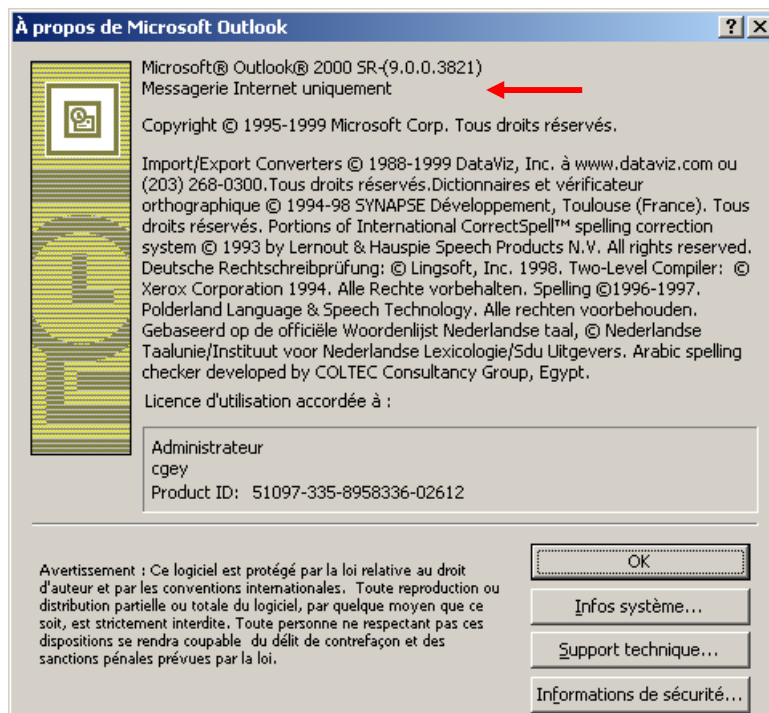 À propos de Microsoft Outlook
Microsoft® Outlook® 2000 SR-(9.0.0.3821)
Messagerie Internet uniquement
Copyright © 1995-1999 Microsoft Corp. Tous droits réservés.
Import/Export Converters © 1988-1999 DataViz, Inc. à www.dataviz.com ou
(203) 268-0300.Tous droits réservés.Dictionnaires et vérificateur
orthographique © 1994-98 SYNAPSE Développement, Toulouse (France). Tous
droits réservés. Portions of International CorrectSpell™ spelling correction
system © 1993 by Lernout & Hauspie Speech Products N.V. All rights reserved.
Deutsche Rechtschreibprüfung: © Lingsoft, Inc. 1998. Two-Level Compiler: ©
Xerox Corporation 1994. Alle Rechte vorbehalten. Spelling ©1996-1997.
Polderland Language & Speech Technology. Alle rechten voorbehouden.
Gebaseerd op de officiële Woordenlijst Nederlandse taal, © Nederlandse
Taalunie/Instituut voor Nederlandse Lexicologie/Sdu Uitgevers. Arabic spelling
checker developed by COLTEC Consultancy Group, Egypt.
Licence d'utilisation accordée à :
Administrateur
cgey
Product ID: 51097-335-8958336-02612
Avertissement : Ce logiciel est protégé par la loi relative au droit
d'auteur et par les conventions internationales. Toute reproduction ou
distribution partielle ou totale du logiciel, par quelque moyen que ce
soit, est strictement interdite. Toute personne ne respectant pas ces
dispositions se rendra coupable du délit de contrefaçon et des
sanctions pénales prévues par la loi.
OK
Infos système...
Support technique...
Informations de sécurité...